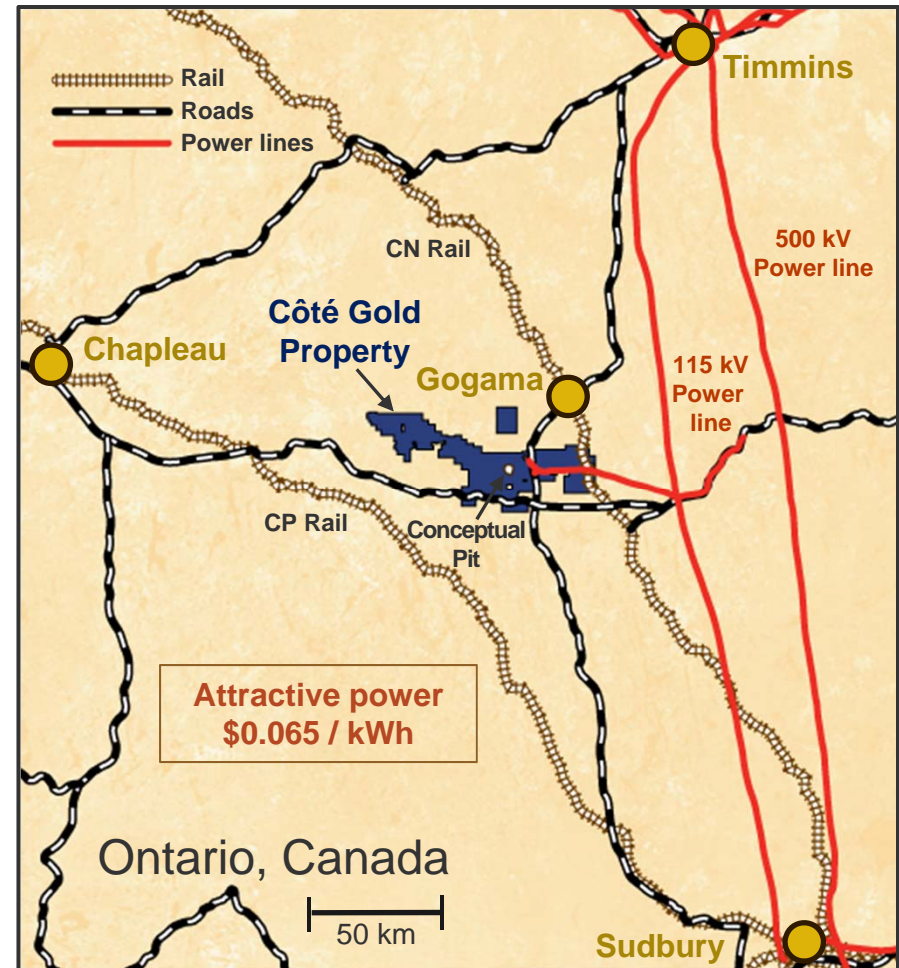 Timmins
Rail
Roads
Power lines
500 kV
Power line
CN Rail
Côté Gold
Property
Chapleau
Gogama
115 kV
Power
line
CP Rail
Conceptual
Pit
Attractive power
$0.065 / kWh
Ontario, Canada
50 km
Sudbury